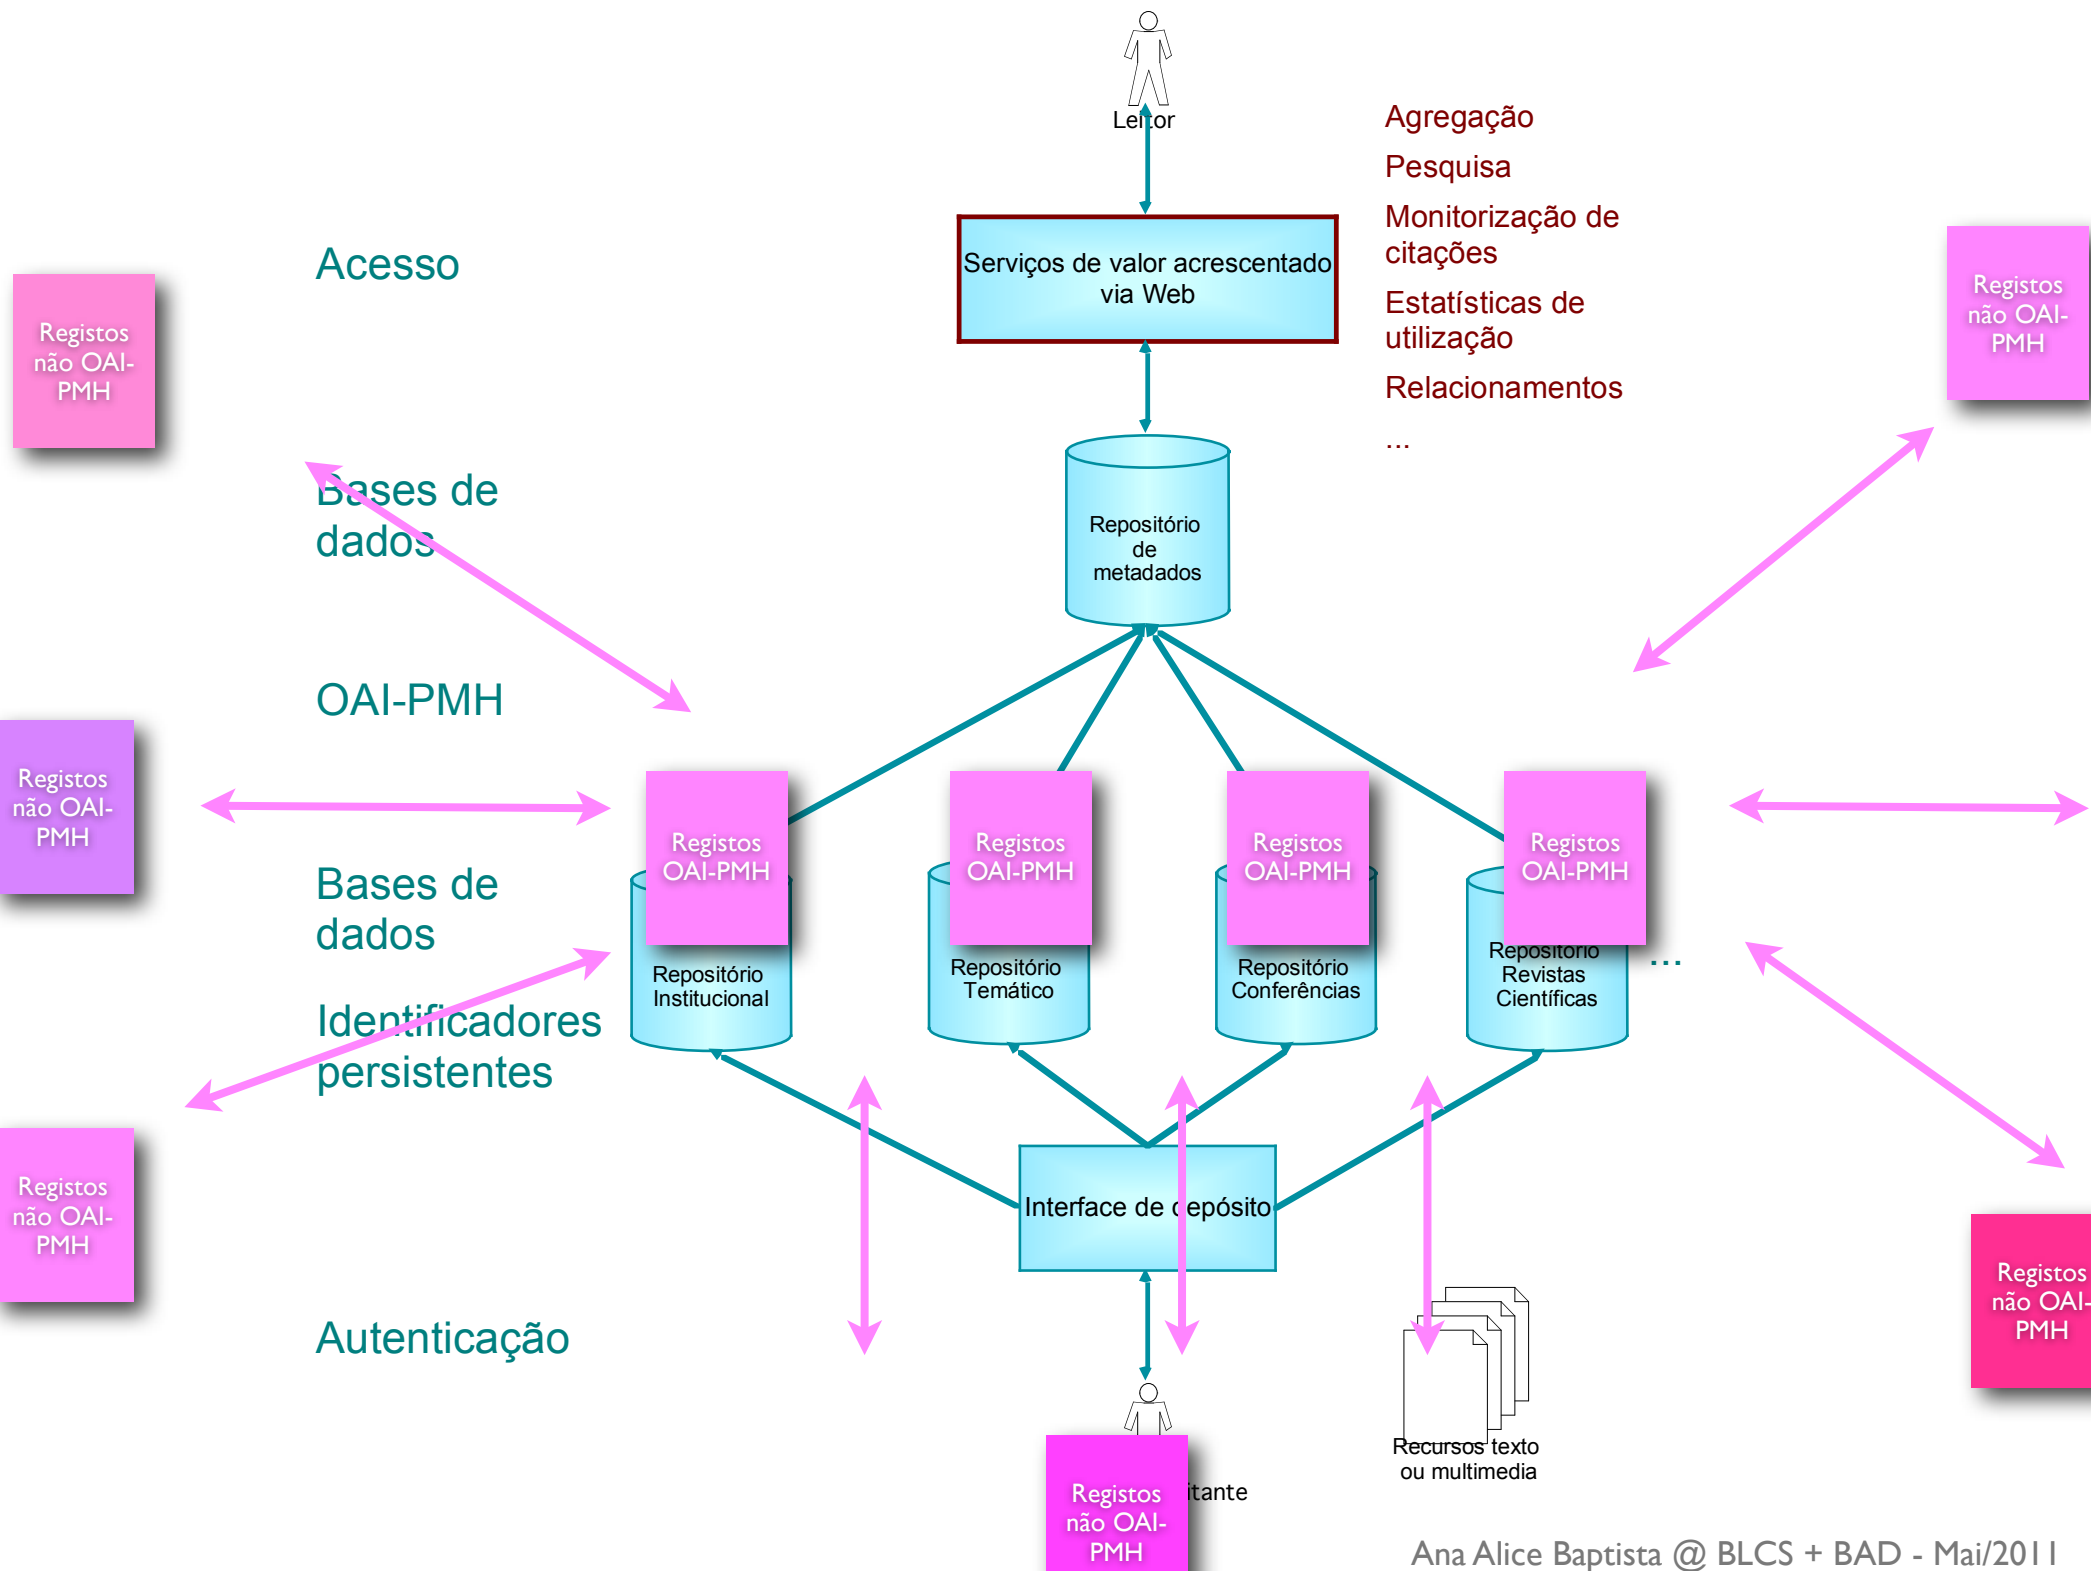 Leitor
Agregação
Pesquisa
Monitorização de
citações
Estatísticas de
utilização
Relacionamentos
...
Serviços de valor acrescentado
via Web
Acesso
Registos
não OAI-
PMH
Registos
não OAI-
PMH
Bases de
dados
Repositório
de
metadados
OAI-PMH
Registos
não OAI-
PMH
Registos
OAI-PMH
Registos
OAI-PMH
Registos
OAI-PMH
Registos
OAI-PMH
Bases de
dados
Repositório
Institucional
Repositório
Temático
Repositório
Conferências
Repositório
Revistas
Científicas
...
Identificadores
persistentes
Registos
não OAI-
PMH
Interface de depósito
Registos
não OAI-
PMH
Autenticação
Recursos texto
ou multimedia
itante
Registos
não OAI-
PMH
Ana Alice Baptista @ BLCS + BAD - Mai/2011